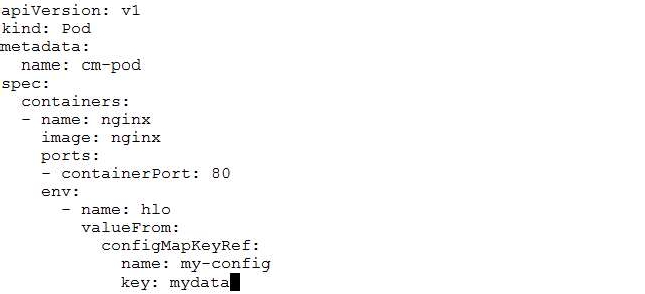 apiVersion: v1
kind: Pod
metadata:
  name: cm-pod
spec:
  containers:
  - name: nginx
    image: nginx
    ports:
    - containerPort: 80
    env:
      - name: hlo
        valueFrom:
          configMapKeyRef:
            name: my-config
            key: mydata